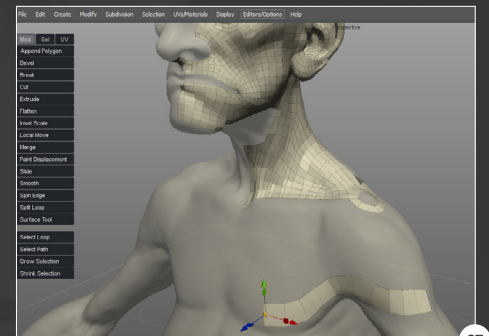 File Edit Create Modify Subdivision Selection UVs/Materials Display Editors/Options Help
Mod Sel UV
Append Polygon
Bevel
Break
Cut
Extrude
Flatten
Inset Scale
Local Move
Merge
Paint Displacement
Slide
Smooth
Spin Edge
Split Loop
Surface Tool
Select Loop
Select Path
Grow Selection
Shrink Selection